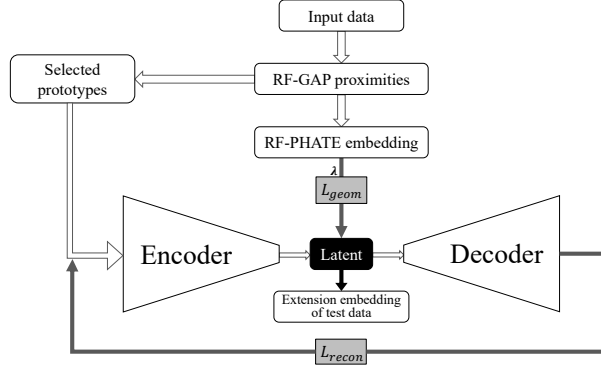 Input data
Selected
prototypes
RF-GAP proximities
RF-PHATE embedding
λ
L_geom
Encoder
Latent
Decoder
Extension embedding
of test data
L_recon